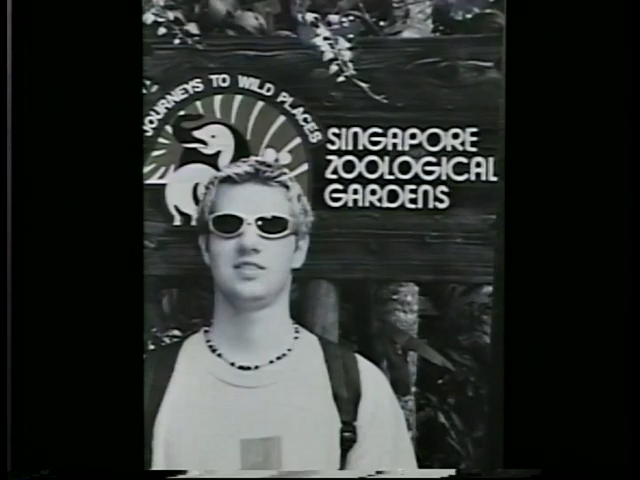 JOURNEYS TO WILD PLACES
SINGAPORE
ZOOLOGICAL
GARDENS